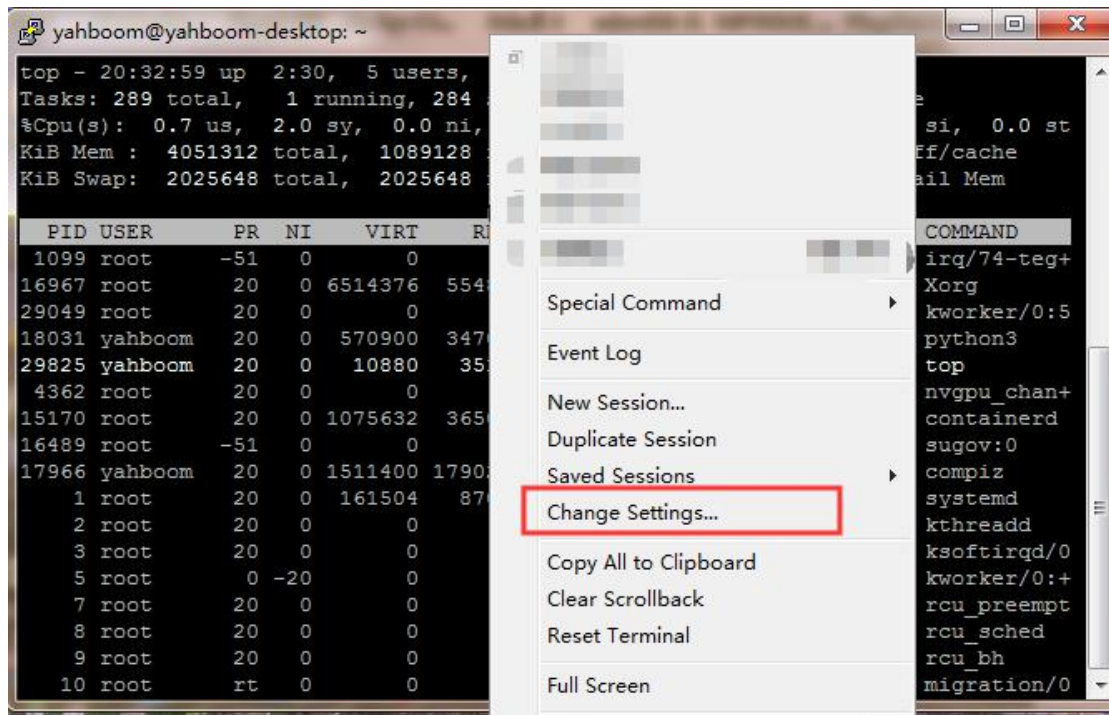 yahboom@yahboom-desktop: ~
top - 20:32:59 up 2:30, 5 users,
Tasks: 289 total, 1 running, 284
%Cpu(s): 0.7 us, 2.0 sy, 0.0 ni, si, 0.0 st
KiB Mem : 4051312 total, 1089128 ff/cache
KiB Swap: 2025648 total, 2025648 ail Mem
PID USER PR NI VIRT COMMAND
1099 root -51 0 0 irq/74-teg+
16967 root 20 0 6514376 554 Xorg
29049 root 20 0 0 kworker/0:5
18031 yahboom 20 0 570900 347 python3
29825 yahboom 20 0 10880 35 top
4362 root 20 0 0 nvgpu_chan+
15170 root 20 0 1075632 365 containerd
16489 root -51 0 0 sugov:0
17966 yahboom 20 0 1511400 1790 compiz
1 root 20 0 161504 87 systemd
2 root 20 0 0 kthreadd
3 root 20 0 0 ksoftirqd/0
5 root 0 -20 0 kworker/0:+
7 root 20 0 0 rcu_preempt
8 root 20 0 0 rcu_sched
9 root 20 0 0 rcu_bh
10 root rt 0 0 migration/0
Special Command
Event Log
New Session...
Duplicate Session
Saved Sessions
Change Settings...
Copy All to Clipboard
Clear Scrollback
Reset Terminal
Full Screen